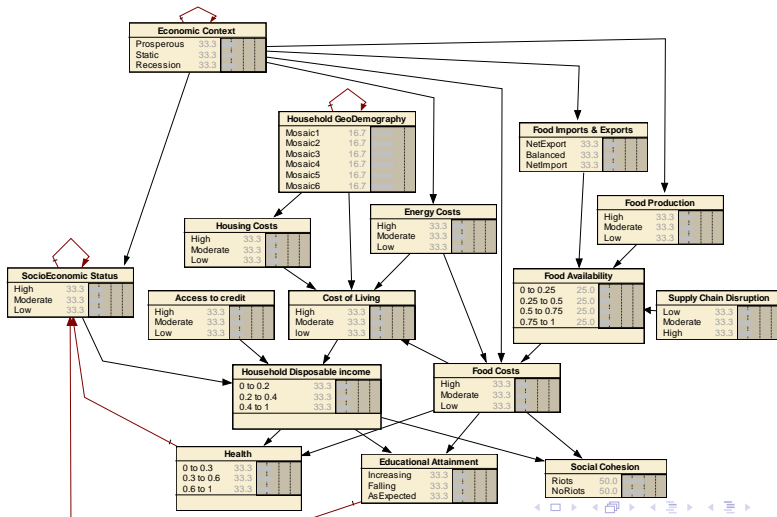 Economic Context
Prosperous 33.3
Static 33.3
Recession 33.3
Household GeoDemography
Mosaic1 16.7
Mosaic2 16.7
Mosaic3 16.7
Mosaic4 16.7
Mosaic5 16.7
Mosaic6 16.7
Food Imports & Exports
NetExport 33.3
Balanced 33.3
NetImport 33.3
Food Production
High 33.3
Moderate 33.3
Low 33.3
Housing Costs
High 33.3
Moderate 33.3
Low 33.3
Energy Costs
High 33.3
Moderate 33.3
Low 33.3
SocioEconomic Status
High 33.3
Moderate 33.3
Low 33.3
Access to credit
High 33.3
Moderate 33.3
Low 33.3
Cost of Living
High 33.3
Moderate 33.3
low 33.3
Food Availability
0 to 0.25 25.0
0.25 to 0.5 25.0
0.5 to 0.75 25.0
0.75 to 1 25.0
Supply Chain Disruption
Low 33.3
Moderate 33.3
High 33.3
Household Disposable income
0 to 0.2 33.3
0.2 to 0.4 33.3
0.4 to 1 33.3
Food Costs
High 33.3
Moderate 33.3
Low 33.3
Health
0 to 0.3 33.3
0.3 to 0.6 33.3
0.6 to 1 33.3
Educational Attainment
Increasing 33.3
Falling 33.3
AsExpected 33.3
Social Cohesion
Riots 50.0
NoRiots 50.0